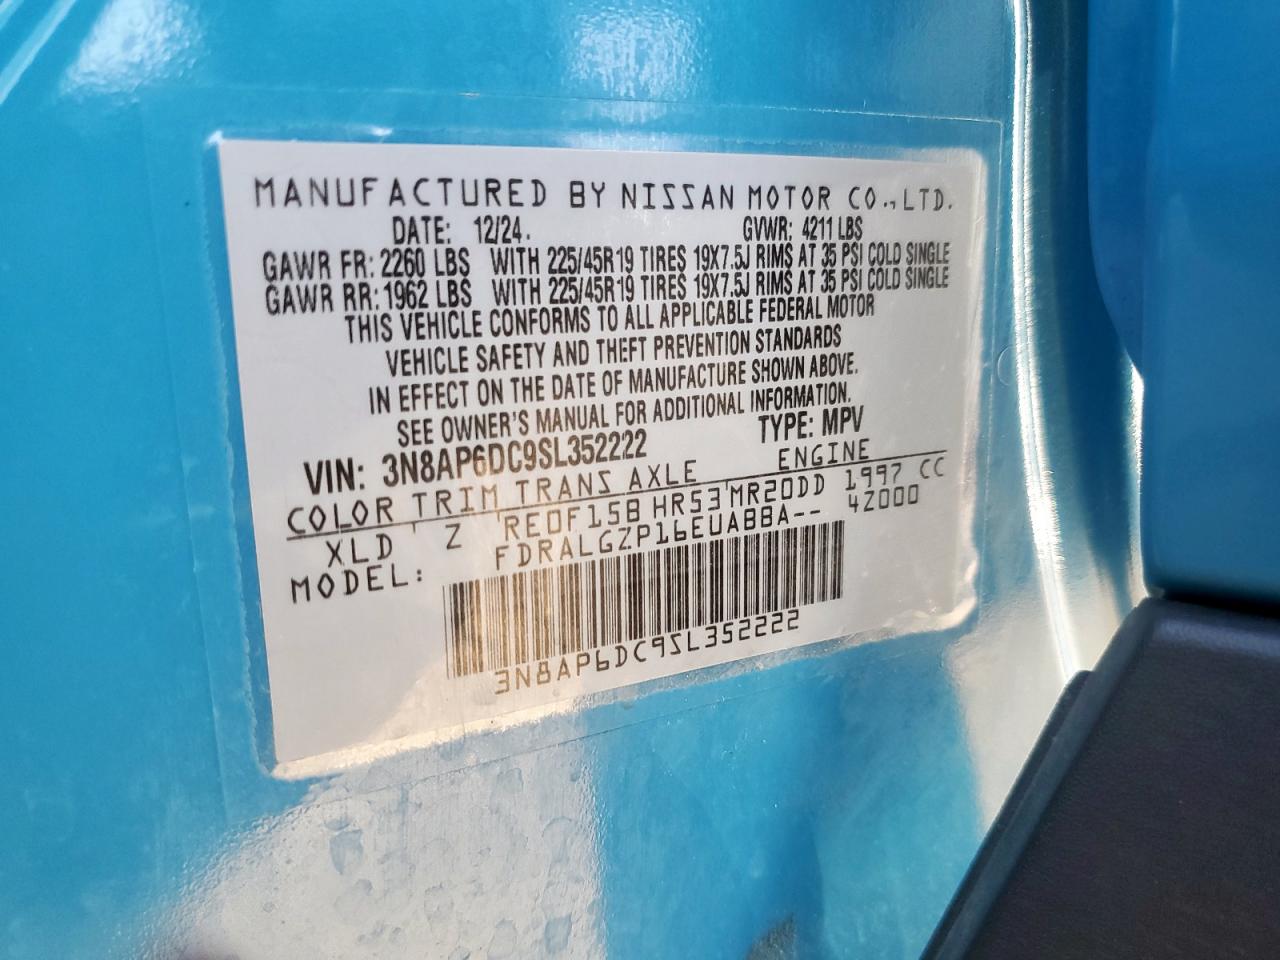 MANUFACTURED BY NISSAN MOTOR CO.,LTD.
DATE: 12/24. GVWR: 4211 LBS
GAWR FR: 2260 LBS WITH 225/45R19 TIRES 19X7.5J RIMS AT 35 PSI COLD SINGLE
GAWR RR: 1962 LBS WITH 225/45R19 TIRES 19X7.5J RIMS AT 35 PSI COLD SINGLE
THIS VEHICLE CONFORMS TO ALL APPLICABLE FEDERAL MOTOR
VEHICLE SAFETY AND THEFT PREVENTION STANDARDS
IN EFFECT ON THE DATE OF MANUFACTURE SHOWN ABOVE.
SEE OWNER'S MANUAL FOR ADDITIONAL INFORMATION.
VIN: 3N8AP6DC9SL352222 TYPE: MPV
COLOR TRIM TRANS AXLE ENGINE
XLD Z RE0F15B HR53 MR20DD 1997 CC
MODEL: FDRALGZP16EUABBA-- 4Z000
3N8AP6DC9SL352222